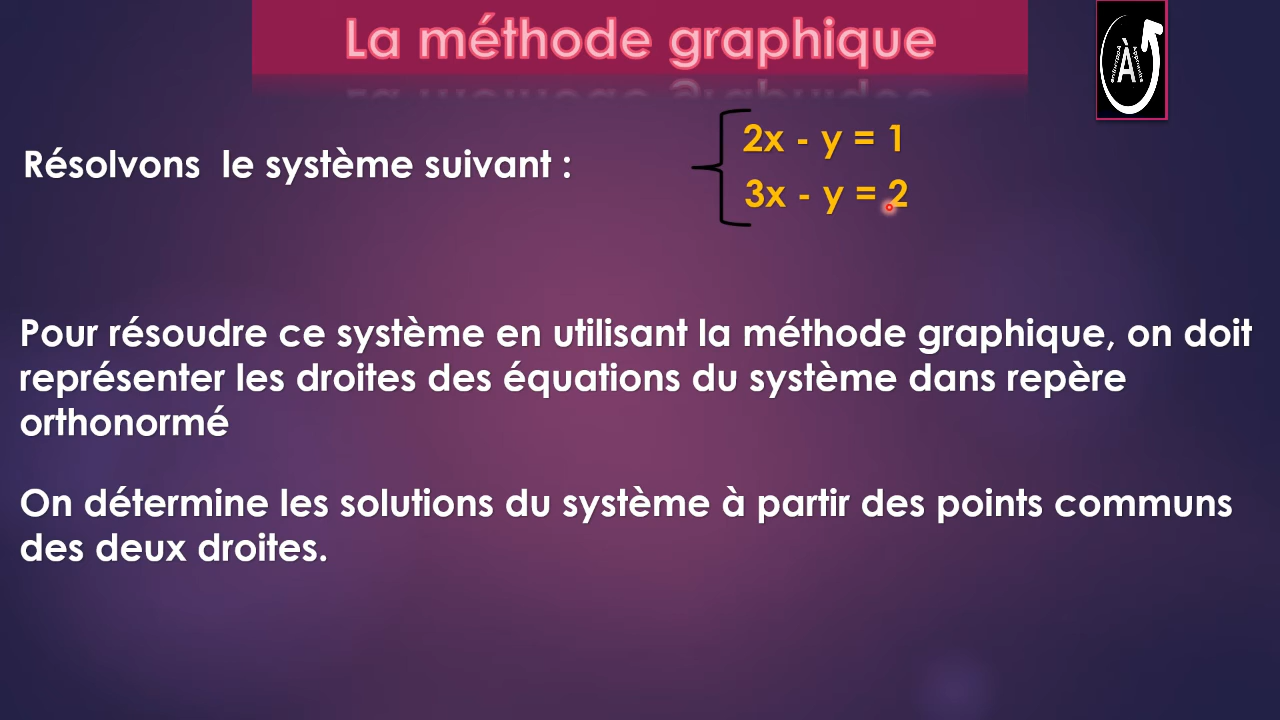 La méthode graphique
À
Résolvons le système suivant :
2x - y = 1
3x - y = 2
Pour résoudre ce système en utilisant la méthode graphique, on doit
représenter les droites des équations du système dans repère
orthonormé
On détermine les solutions du système à partir des points communs
des deux droites.